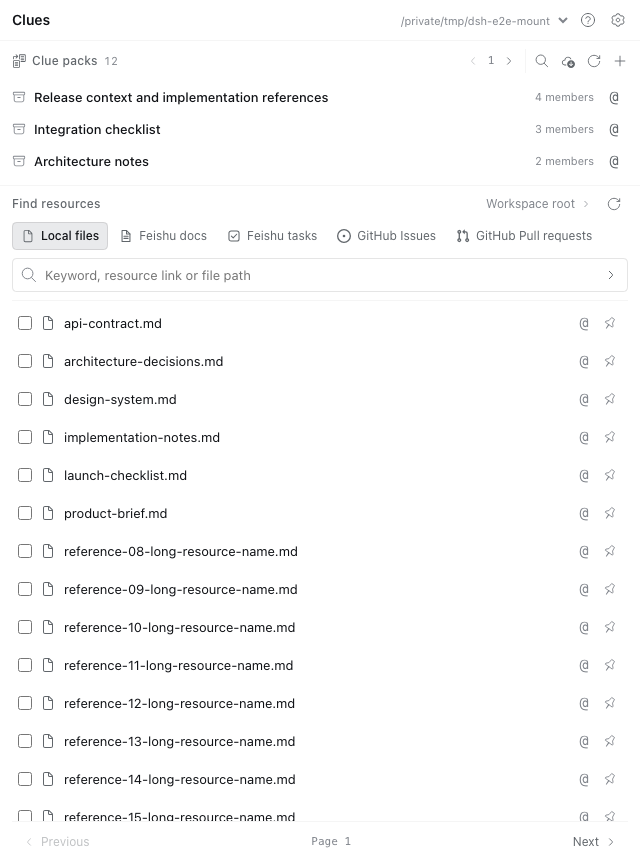 Clues /private/tmp/dsh-e2e-mount
Clue packs 12 1
Release context and implementation references 4 members @
Integration checklist 3 members @
Architecture notes 2 members @
Find resources Workspace root
Local files Feishu docs Feishu tasks GitHub Issues GitHub Pull requests
Keyword, resource link or file path
api-contract.md @
architecture-decisions.md @
design-system.md @
implementation-notes.md @
launch-checklist.md @
product-brief.md @
reference-08-long-resource-name.md @
reference-09-long-resource-name.md @
reference-10-long-resource-name.md @
reference-11-long-resource-name.md @
reference-12-long-resource-name.md @
reference-13-long-resource-name.md @
reference-14-long-resource-name.md @
reference-15-long-resource-name.md @
Previous Page 1 Next